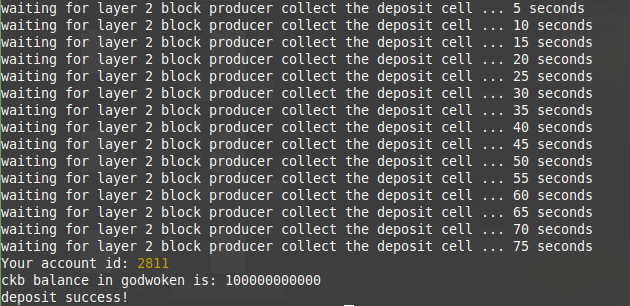 waiting for layer 2 block producer collect the deposit cell ... 5 seconds
waiting for layer 2 block producer collect the deposit cell ... 10 seconds
waiting for layer 2 block producer collect the deposit cell ... 15 seconds
waiting for layer 2 block producer collect the deposit cell ... 20 seconds
waiting for layer 2 block producer collect the deposit cell ... 25 seconds
waiting for layer 2 block producer collect the deposit cell ... 30 seconds
waiting for layer 2 block producer collect the deposit cell ... 35 seconds
waiting for layer 2 block producer collect the deposit cell ... 40 seconds
waiting for layer 2 block producer collect the deposit cell ... 45 seconds
waiting for layer 2 block producer collect the deposit cell ... 50 seconds
waiting for layer 2 block producer collect the deposit cell ... 55 seconds
waiting for layer 2 block producer collect the deposit cell ... 60 seconds
waiting for layer 2 block producer collect the deposit cell ... 65 seconds
waiting for layer 2 block producer collect the deposit cell ... 70 seconds
waiting for layer 2 block producer collect the deposit cell ... 75 seconds
Your account id: 2811
ckb balance in godwoken is: 100000000000
deposit success!